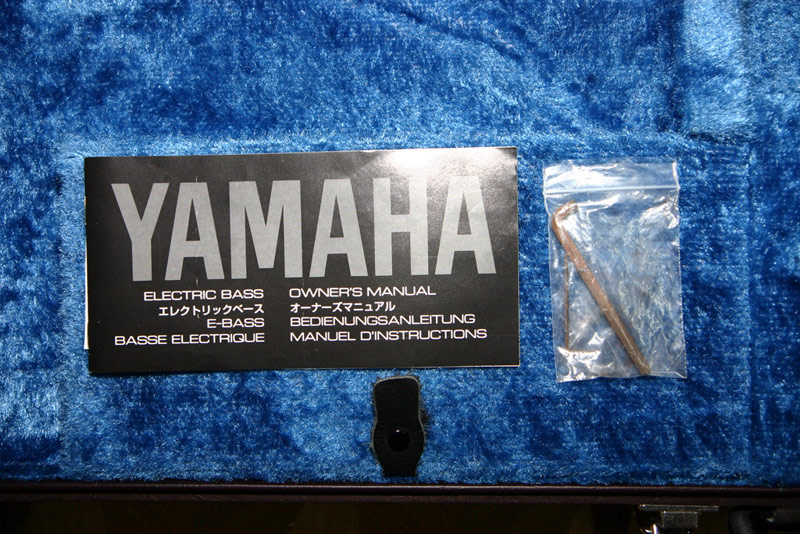 YAMAHA
ELECTRIC BASS OWNER'S MANUAL
エレクトリックベース オーナーズマニュアル
E-BASS BEDIENUNGSANLEITUNG
BASSE ELECTRIQUE MANUEL D'INSTRUCTIONS